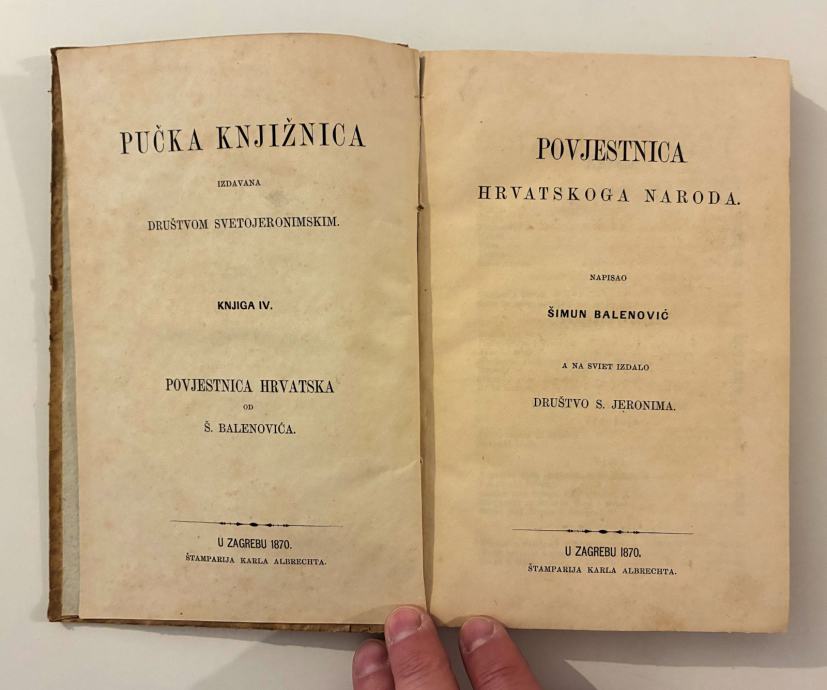 PUČKA KNJIŽNICA
IZDAVANA
DRUŠTVOM SVETOJERONIMSKIM.
KNJIGA IV.
POVJESTNICA HRVATSKA
OD
Š. BALENOVIĆA.
U ZAGREBU 1870.
ŠTAMPARIJA KARLA ALBRECHTA.
POVJESTNICA
HRVATSKOGA NARODA.
NAPISAO
ŠIMUN BALENOVIĆ
A NA SVIET IZDALO
DRUŠTVO S. JERONIMA.
U ZAGREBU 1870.
ŠTAMPARIJA KARLA ALBRECHTA.